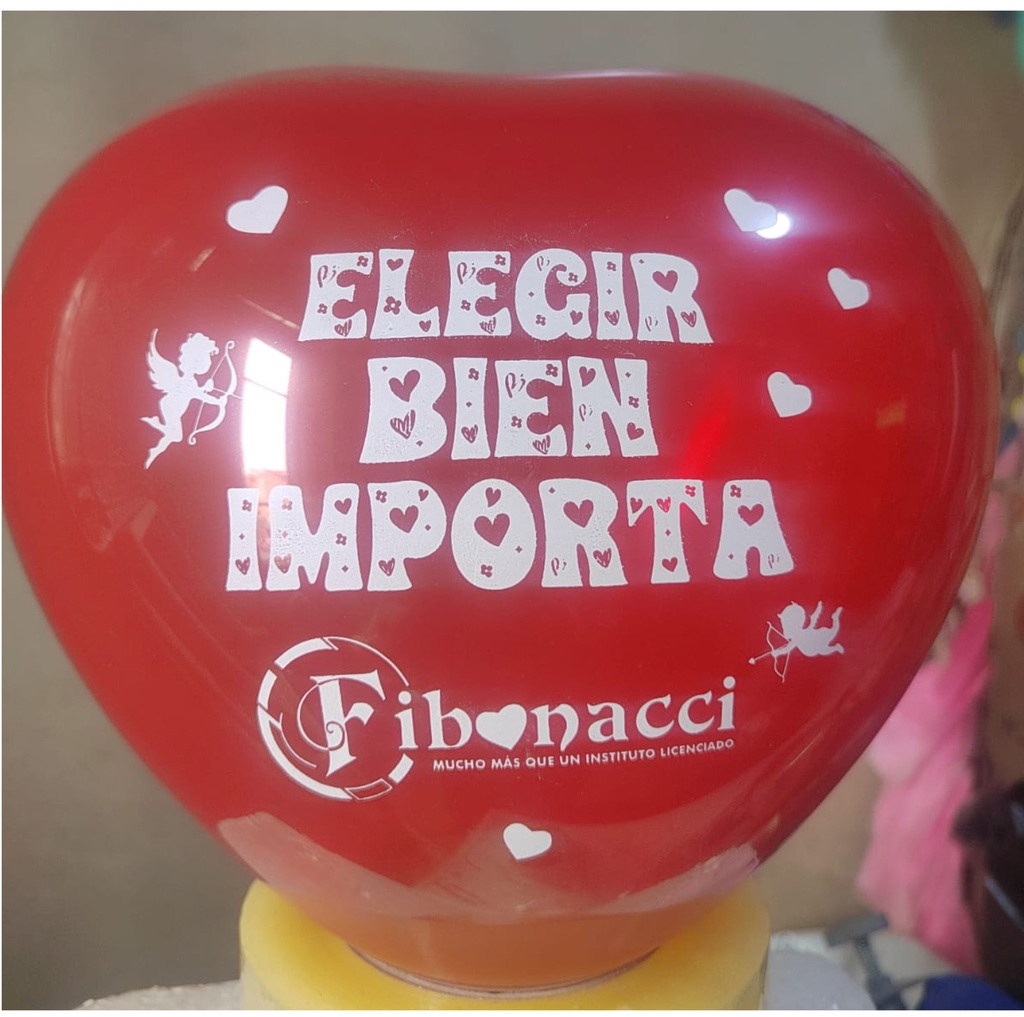 ELEGIR
BIEN
IMPORTA
Fibonacci
MUCHO MÁS QUE UN INSTITUTO LICENCIADO